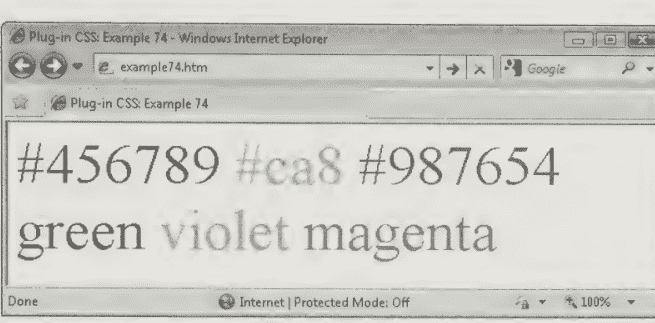 Plug-in CSS: Example 74 - Windows Internet Explorer
example74.htm
Google
Plug-in CSS: Example 74
#456789 #ca8 #987654
green violet magenta
Done Internet | Protected Mode: Off 100%